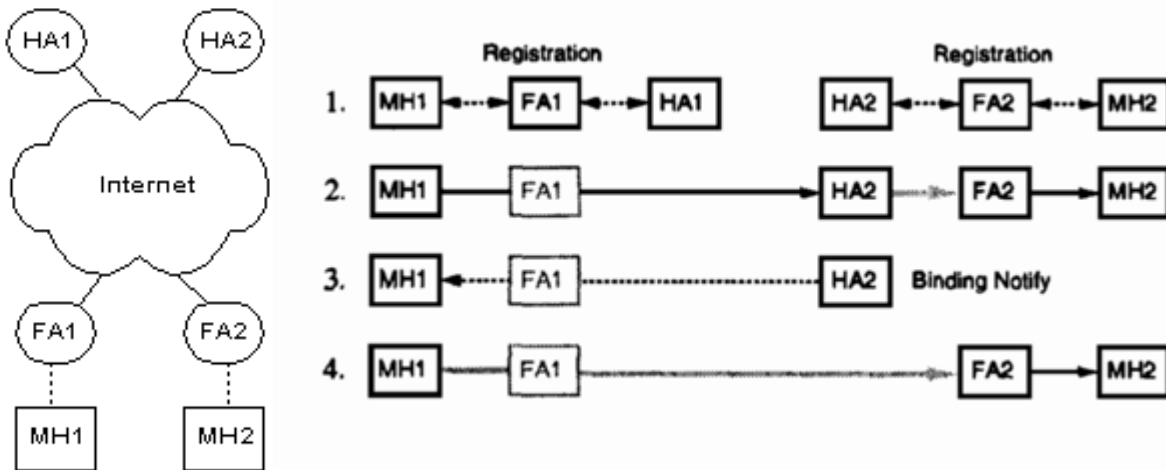 HA1 HA2
Internet
FA1 FA2
MH1 MH2
Registration Registration
1. MH1 FA1 HA1 HA2 FA2 MH2
2. MH1 FA1 HA2 FA2 MH2
3. MH1 FA1 HA2 Binding Notify
4. MH1 FA1 FA2 MH2